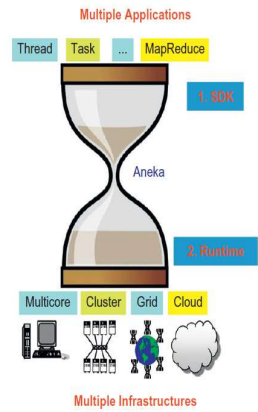 Multiple Applications
Thread Task ... MapReduce
1. SDK
Aneka
2. Runtime
Multicore Cluster Grid Cloud
Multiple Infrastructures